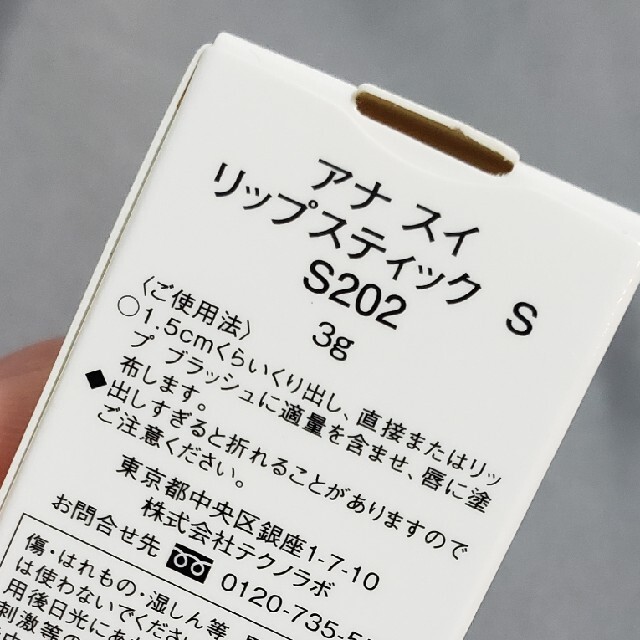 アナ スイ
リップスティック S
S202
3g
〈ご使用法〉
○1.5cmくらいくり出し、直接またはリッ
プ ブラッシュに適量を含ませ、唇に塗
布します。
◆出しすぎると折れることがありますので
ご注意ください。
東京都中央区銀座1-7-10
株式会社テクノラボ
お問合せ先 0120-735-5
傷・はれもの・湿しん等
は使わないでくださ
用後日光にあ
刺激等の